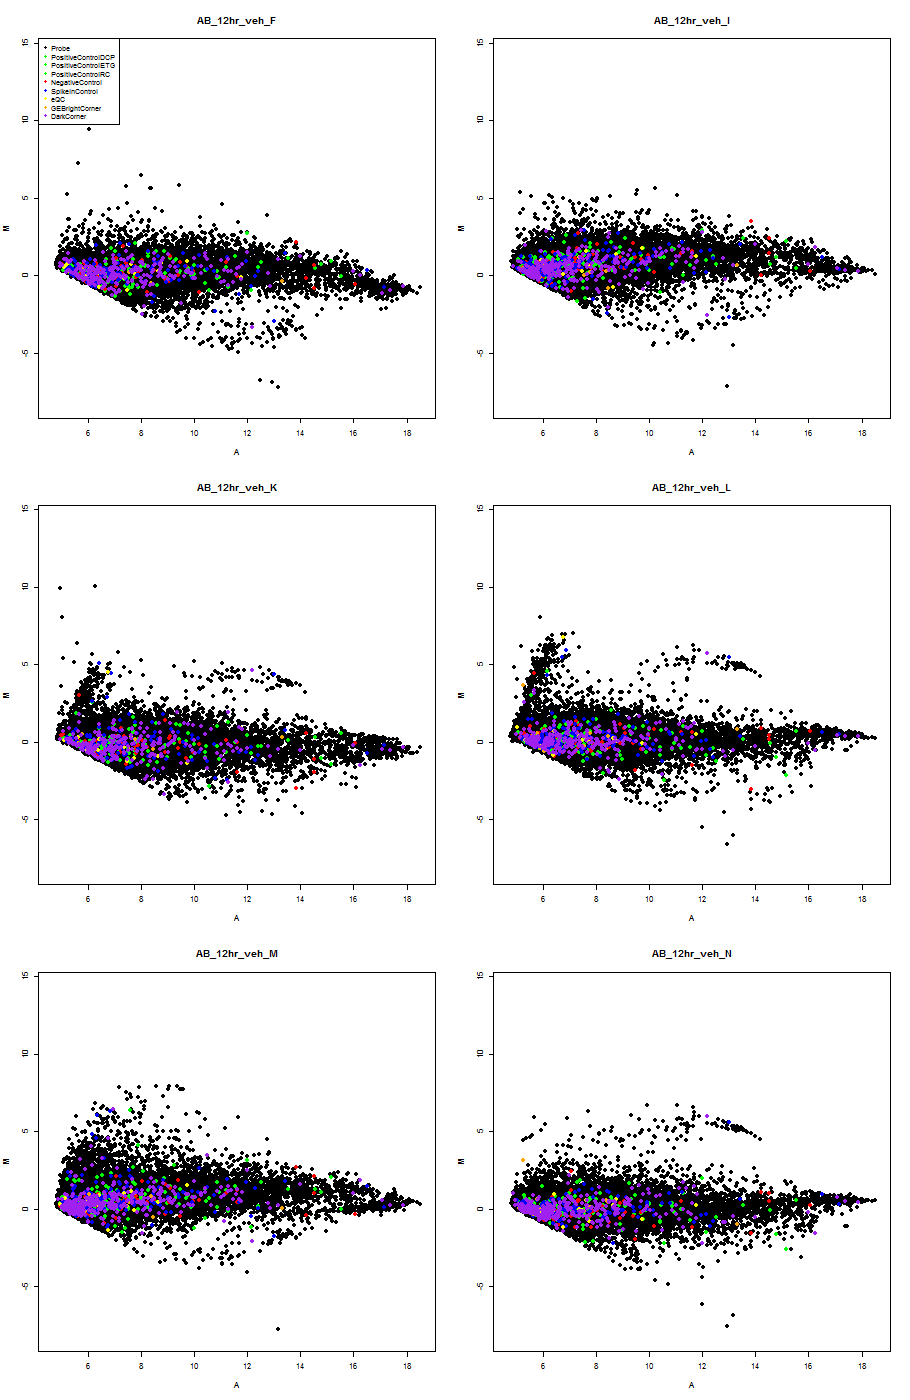 AB_12hr_veh_F
15
10
5
0
-5
M
Probe
PositiveControlDCP
PositiveControlETG
PositiveControlRC
NegativeControl
SpikeInControl
eQC
GEBrightCorner
DarkCorner
6 8 10 12 14 16 18
A
AB_12hr_veh_I
15
10
5
0
-5
M
6 8 10 12 14 16 18
A
AB_12hr_veh_K
15
10
5
0
-5
M
6 8 10 12 14 16 18
A
AB_12hr_veh_L
15
10
5
0
-5
M
6 8 10 12 14 16 18
A
AB_12hr_veh_M
15
10
5
0
-5
M
6 8 10 12 14 16 18
A
AB_12hr_veh_N
15
10
5
0
-5
M
6 8 10 12 14 16 18
A